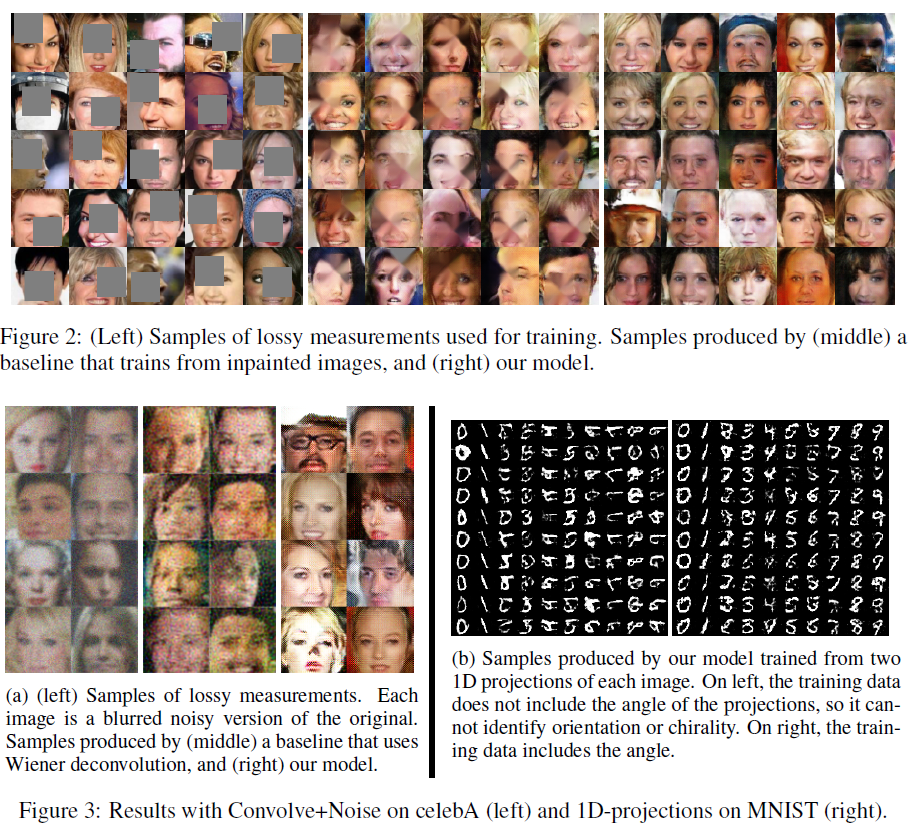 Figure 2: (Left) Samples of lossy measurements used for training. Samples produced by (middle) a
baseline that trains from inpainted images, and (right) our model.
(a) (left) Samples of lossy measurements. Each
image is a blurred noisy version of the original.
Samples produced by (middle) a baseline that uses
Wiener deconvolution, and (right) our model.
(b) Samples produced by our model trained from two
1D projections of each image. On left, the training data
does not include the angle of the projections, so it can-
not identify orientation or chirality. On right, the train-
ing data includes the angle.
Figure 3: Results with Convolve+Noise on celebA (left) and 1D-projections on MNIST (right).